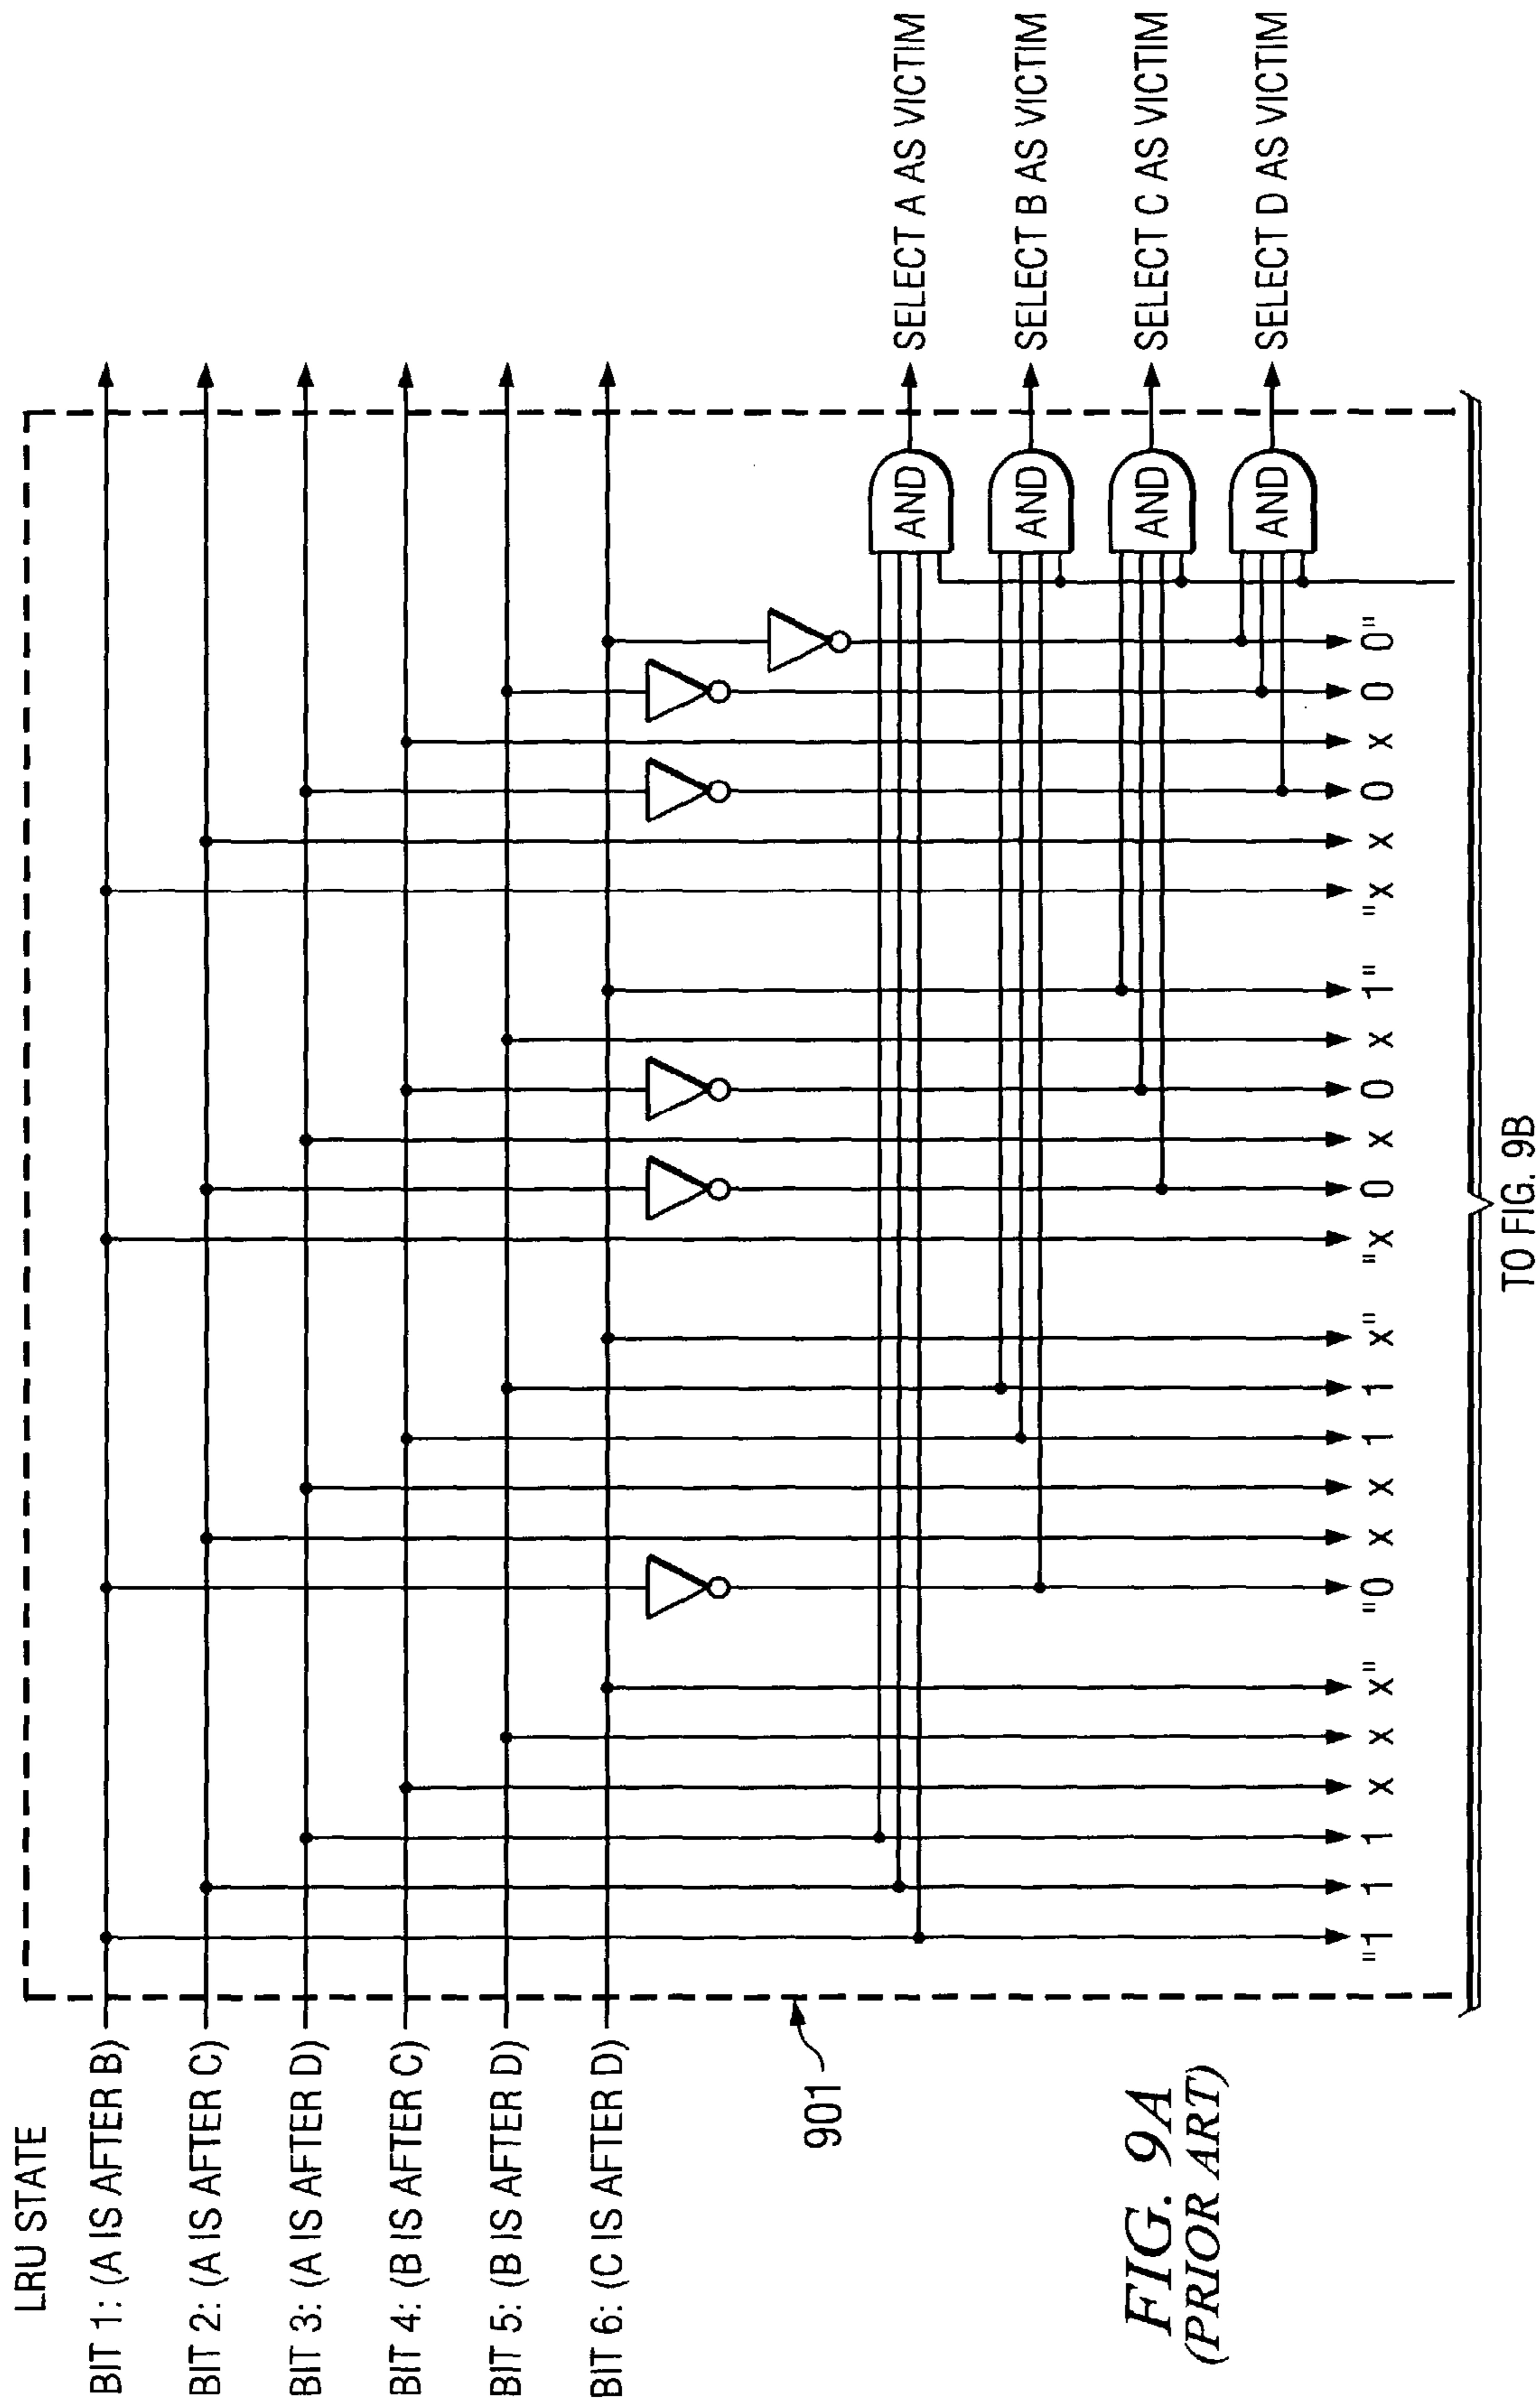 LRU STATE
BIT 1: (A IS AFTER B)
BIT 2: (A IS AFTER C)
BIT 3: (A IS AFTER D)
BIT 4: (B IS AFTER C)
BIT 5: (B IS AFTER D)
BIT 6: (C IS AFTER D)
901
AND
SELECT A AS VICTIM
AND
SELECT B AS VICTIM
AND
SELECT C AS VICTIM
AND
SELECT D AS VICTIM
"1 1 1 x x x" "0 x x 1 1 x" "x 0 x 0 x 1" "x x 0 x 0 0"
TO FIG. 9B
FIG. 9A
(PRIOR ART)